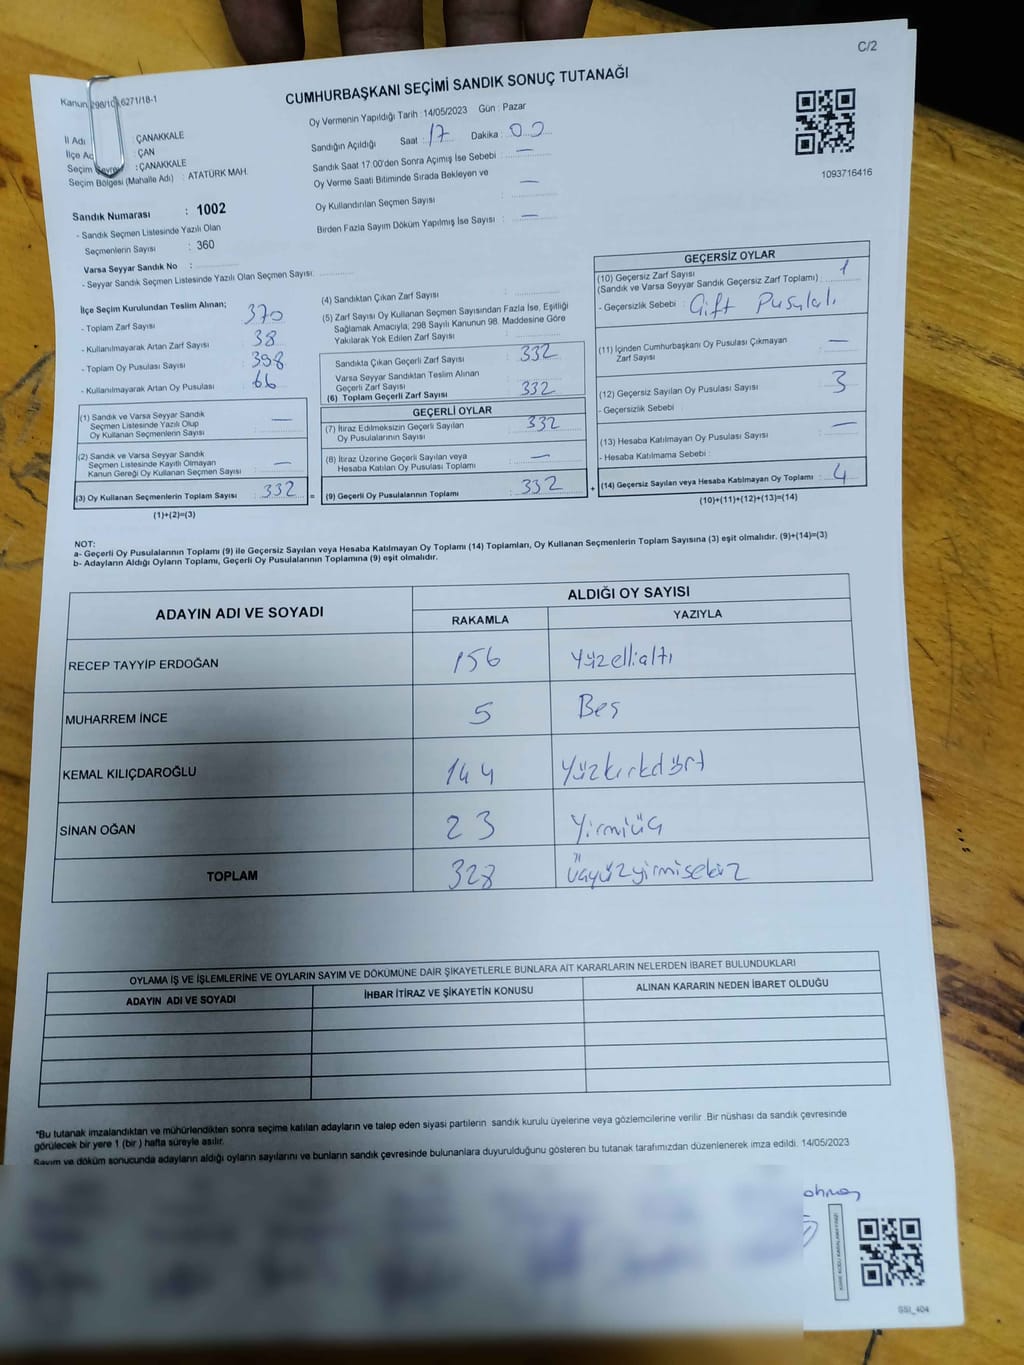 C/2
Kanun 298/10 6271/18-1
CUMHURBAŞKANI SEÇİMİ SANDIK SONUÇ TUTANAĞI
Oy Vermenin Yapıldığı Tarih : 14/05/2023 Gün : Pazar
İl Adı : ÇANAKKALE
İlçe : ÇAN
Seçim Çevresi : ÇANAKKALE
Seçim Bölgesi (Mahalle Adı) : ATATÜRK MAH.
Sandığın Açıldığı Saat : 17 Dakika : 00
Sandık Saat 17.00'den Sonra Açımış İse Sebebi : —
Oy Verme Saati Bitiminde Sırada Bekleyen ve
Oy Kullandırılan Seçmen Sayısı : —
Birden Fazla Sayım Döküm Yapılmış İse Sayısı : —
1093716416
Sandık Numarası : 1002
- Sandık Seçmen Listesinde Yazılı Olan
Seçmenlerin Sayısı : 360
Varsa Seyyar Sandık No :
- Seyyar Sandık Seçmen Listesinde Yazılı Olan Seçmen Sayısı:
İlçe Seçim Kurulundan Teslim Alınan;
- Toplam Zarf Sayısı : 370
- Kullanılmayarak Artan Zarf Sayısı : 38
- Toplam Oy Pusulası Sayısı : 398
- Kullanılmayarak Artan Oy Pusulası : 66
(1) Sandık ve Varsa Seyyar Sandık
Seçmen Listesinde Yazılı Olup
Oy Kullanan Seçmenlerin Sayısı : —
(2) Sandık ve Varsa Seyyar Sandık
Seçmen Listesinde Kayıtlı Olmayan
Kanun Gereği Oy Kullanan Seçmen Sayısı : —
(3) Oy Kullanan Seçmenlerin Toplam Sayısı : 332 =
(1)+(2)=(3)
(4) Sandıktan Çıkan Zarf Sayısı :
(5) Zarf Sayısı Oy Kullanan Seçmen Sayısından Fazla İse, Eşitliği
Sağlamak Amacıyla; 298 Sayılı Kanunun 98. Maddesine Göre
Yakılarak Yok Edilen Zarf Sayısı :
Sandıkta Çıkan Geçerli Zarf Sayısı : 332
Varsa Seyyar Sandıktan Teslim Alınan
Geçerli Zarf Sayısı :
(6) Toplam Geçerli Zarf Sayısı : 332
GEÇERLİ OYLAR
(7) İtiraz Edilmeksizin Geçerli Sayılan
Oy Pusulalarının Sayısı : 332
(8) İtiraz Üzerine Geçerli Sayılan veya
Hesaba Katılan Oy Pusulası Toplamı : —
(9) Geçerli Oy Pusulalarının Toplamı : 332 +
GEÇERSİZ OYLAR
(10) Geçersiz Zarf Sayısı
(Sandık ve Varsa Seyyar Sandık Geçersiz Zarf Toplamı) : 1
- Geçersizlik Sebebi : Çift Pusulalı
(11) İçinden Cumhurbaşkanı Oy Pusulası Çıkmayan
Zarf Sayısı : —
(12) Geçersiz Sayılan Oy Pusulası Sayısı : 3
- Geçersizlik Sebebi :
(13) Hesaba Katılmayan Oy Pusulası Sayısı : —
- Hesaba Katılmama Sebebi :
(14) Geçersiz Sayılan veya Hesaba Katılmayan Oy Toplamı : 4
(10)+(11)+(12)+(13)=(14)
NOT:
a- Geçerli Oy Pusulalarının Toplamı (9) ile Geçersiz Sayılan veya Hesaba Katılmayan Oy Toplamı (14) Toplamları, Oy Kullanan Seçmenlerin Toplam Sayısına (3) eşit olmalıdır. (9)+(14)=(3)
b- Adayların Aldığı Oyların Toplamı, Geçerli Oy Pusulalarının Toplamına (9) eşit olmalıdır.
ADAYIN ADI VE SOYADI
ALDIĞI OY SAYISI
RAKAMLA YAZIYLA
RECEP TAYYİP ERDOĞAN 156 Yüzellialtı
MUHARREM İNCE 5 Beş
KEMAL KILIÇDAROĞLU 144 Yüzkırkdört
SİNAN OĞAN 23 Yirmiüç
TOPLAM 328 Üçyüzyirmisekiz
OYLAMA İŞ VE İŞLEMLERİNE VE OYLARIN SAYIM VE DÖKÜMÜNE DAİR ŞİKAYETLERLE BUNLARA AİT KARARLARIN NELERDEN İBARET BULUNDUKLARI
ADAYIN ADI VE SOYADI İHBAR İTİRAZ VE ŞİKAYETİN KONUSU ALINAN KARARIN NEDEN İBARET OLDUĞU
*Bu tutanak imzalandıktan ve mühürlendikten sonra seçime katılan adayların ve talep eden siyasi partilerin sandık kurulu üyelerine veya gözlemcilerine verilir .Bir nüshası da sandık çevresinde
görülecek bir yere 1 (bir ) hafta süreyle asılır.
Sayım ve döküm sonucunda adayların aldığı oyların sayılarını ve bunların sandık çevresinde bulunanlara duyurulduğunu gösteren bu tutanak tarafımızdan düzenlenerek imza edildi. 14/05/2023